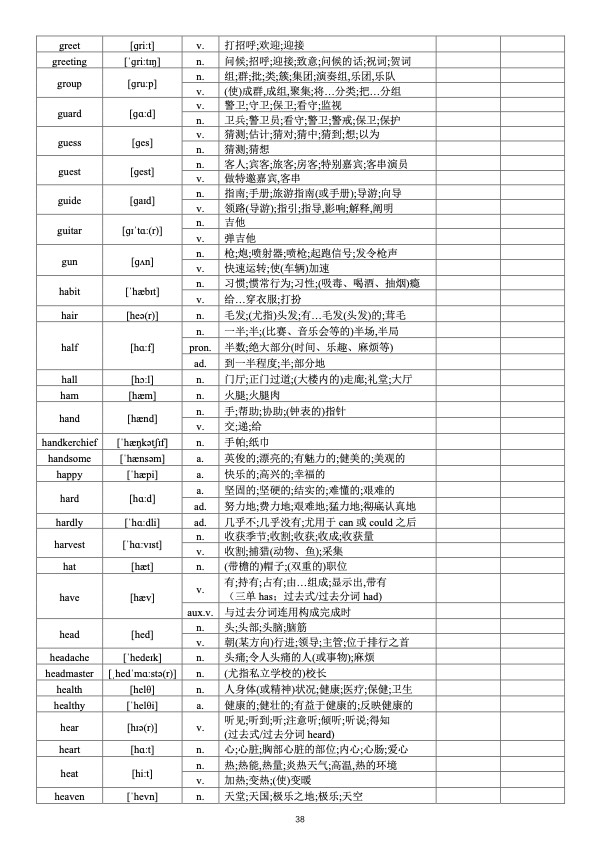 greet [ɡri:t] v. 打招呼;欢迎;迎接
greeting [ˈɡri:tɪŋ] n. 问候;招呼;迎接;致意;问候的话;祝词;贺词
group [ɡru:p] n. 组;群;批;类;簇;集团;演奏组,乐团,乐队
v. (使)成群,成组,聚集;将…分类;把…分组
guard [ɡɑ:d] v. 警卫;守卫;保卫;看守;监视
n. 卫兵;警卫员;看守;警卫;警戒;保卫;保护
guess [ɡes] v. 猜测;估计;猜对;猜中;猜到;想;以为
n. 猜测;猜想
guest [ɡest] n. 客人;宾客;旅客;房客;特别嘉宾;客串演员
v. 做特邀嘉宾,客串
guide [ɡaɪd] n. 指南;手册;旅游指南(或手册);导游;向导
v. 领路(导游);指引;指导,影响;解释,阐明
guitar [ɡɪˈtɑ:(r)] n. 吉他
v. 弹吉他
gun [ɡʌn] n. 枪;炮;喷射器;喷枪;起跑信号;发令枪声
v. 快速运转;使(车辆)加速
habit [ˈhæbɪt] n. 习惯;惯常行为;习性;(吸毒、喝酒、抽烟)瘾
v. 给…穿衣服;打扮
hair [heə(r)] n. 毛发;(尤指)头发;有…毛发(头发)的;茸毛
half [hɑ:f] n. 一半;半;(比赛、音乐会等的)半场,半局
pron. 半数;绝大部分(时间、乐趣、麻烦等)
ad. 到一半程度;半;部分地
hall [hɔ:l] n. 门厅;正门过道;(大楼内的)走廊;礼堂;大厅
ham [hæm] n. 火腿;火腿肉
hand [hænd] n. 手;帮助;协助;(钟表的)指针
v. 交;递;给
handkerchief [ˈhæŋkətʃɪf] n. 手帕;纸巾
handsome [ˈhænsəm] a. 英俊的;漂亮的;有魅力的;健美的;美观的
happy [ˈhæpi] a. 快乐的;高兴的;幸福的
hard [hɑ:d] a. 坚固的;坚硬的;结实的;难懂的;艰难的
ad. 努力地;费力地;艰难地;猛力地;彻底认真地
hardly [ˈhɑ:dli] ad. 几乎不;几乎没有;尤用于 can 或 could 之后
harvest [ˈhɑ:vɪst] n. 收获季节;收割;收获;收成;收获量
v. 收割;捕猎(动物、鱼);采集
hat [hæt] n. (带檐的)帽子;(双重的)职位
have [hæv] v. 有;持有;占有;由…组成;显示出,带有
（三单 has；过去式/过去分词 had)
aux.v. 与过去分词连用构成完成时
head [hed] n. 头;头部;头脑;脑筋
v. 朝(某方向)行进;领导;主管;位于排行之首
headache [ˈhedeɪk] n. 头痛;令人头痛的人(或事物);麻烦
headmaster [ˌhedˈmɑ:stə(r)] n. (尤指私立学校的)校长
health [helθ] n. 人身体(或精神)状况;健康;医疗;保健;卫生
healthy [ˈhelθi] a. 健康的;健壮的;有益于健康的;反映健康的
hear [hɪə(r)] v. 听见;听到;听;注意听;倾听;听说;得知
(过去式/过去分词 heard)
heart [hɑ:t] n. 心;心脏;胸部心脏的部位;内心;心肠;爱心
heat [hi:t] n. 热;热能,热量;炎热天气;高温,热的环境
v. 加热;变热;(使)变暖
heaven [ˈhevn] n. 天堂;天国;极乐之地;极乐;天空
38